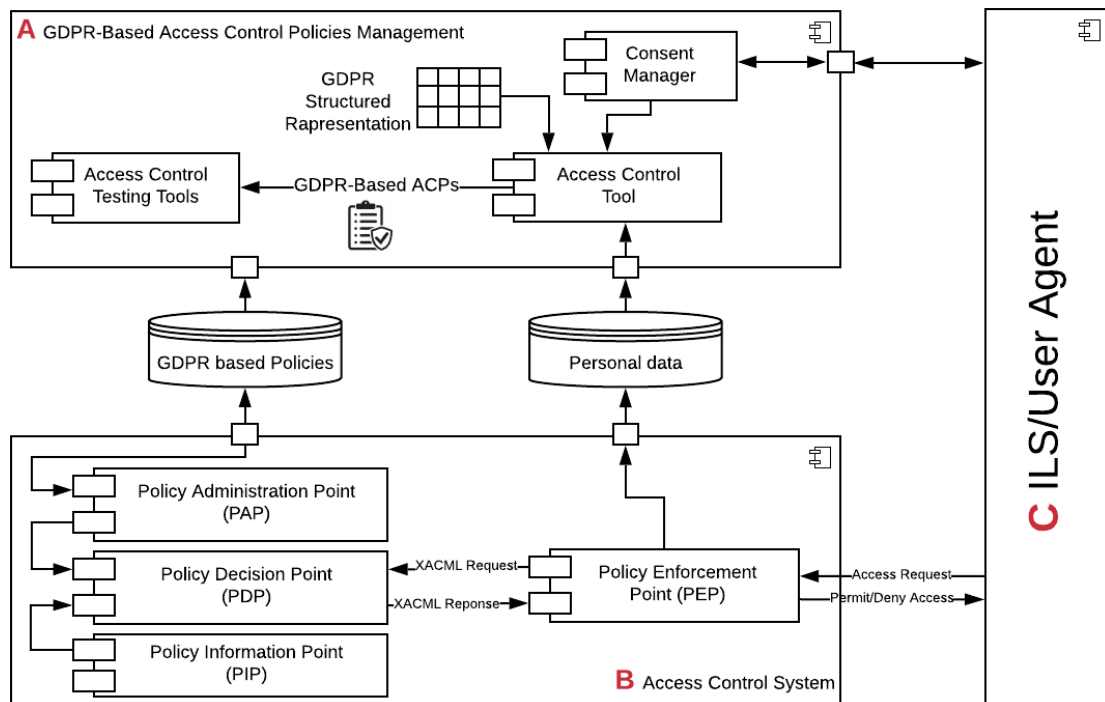 A GDPR-Based Access Control Policies Management
Consent
Manager
GDPR
Structured
Rapresentation
Access Control
Testing Tools
GDPR-Based ACPs
Access Control
Tool
GDPR based Policies
Personal data
C ILS/User Agent
Policy Administration Point
(PAP)
Policy Decision Point
(PDP)
XACML Request
XACML Reponse
Policy Enforcement
Point (PEP)
Access Request
Permit/Deny Access
Policy Information Point
(PIP)
B Access Control System